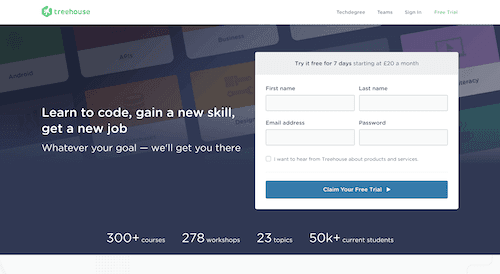 treehouse
Techdegree Teams Sign In Free Trial
Android
Learn to code, gain a new skill,
get a new job
Whatever your goal — we'll get you there
Try it free for 7 days starting at £20 a month
First name Last name
Email address Password
I want to hear from Treehouse about products and services.
Claim Your Free Trial
300+ courses 278 workshops 23 topics 50k+ current students